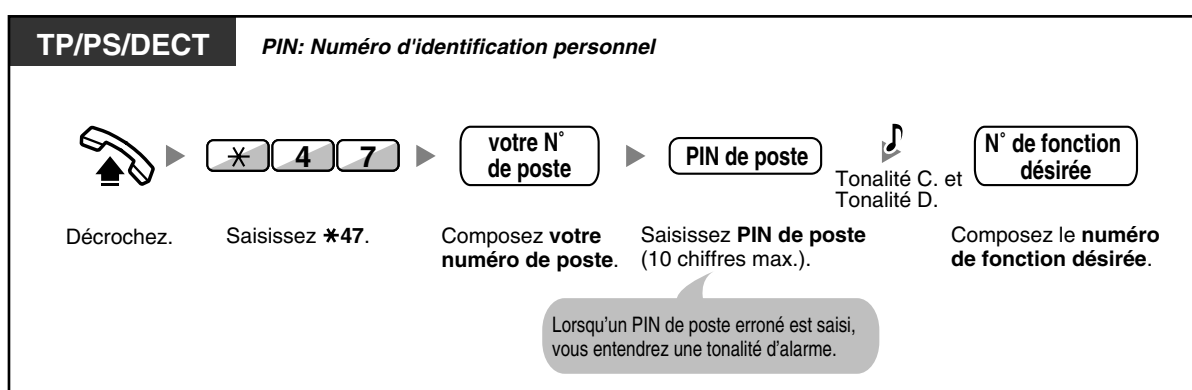 TP/PS/DECT
PIN: Numéro d'identification personnel
✳ 4 7
votre N˚
de poste
PIN de poste
Tonalité C. et
Tonalité D.
N˚ de fonction
désirée
Décrochez.
Saisissez ✳47.
Composez votre
numéro de poste.
Saisissez PIN de poste
(10 chiffres max.).
Composez le numéro
de fonction désirée.
Lorsqu'un PIN de poste erroné est saisi,
vous entendrez une tonalité d'alarme.